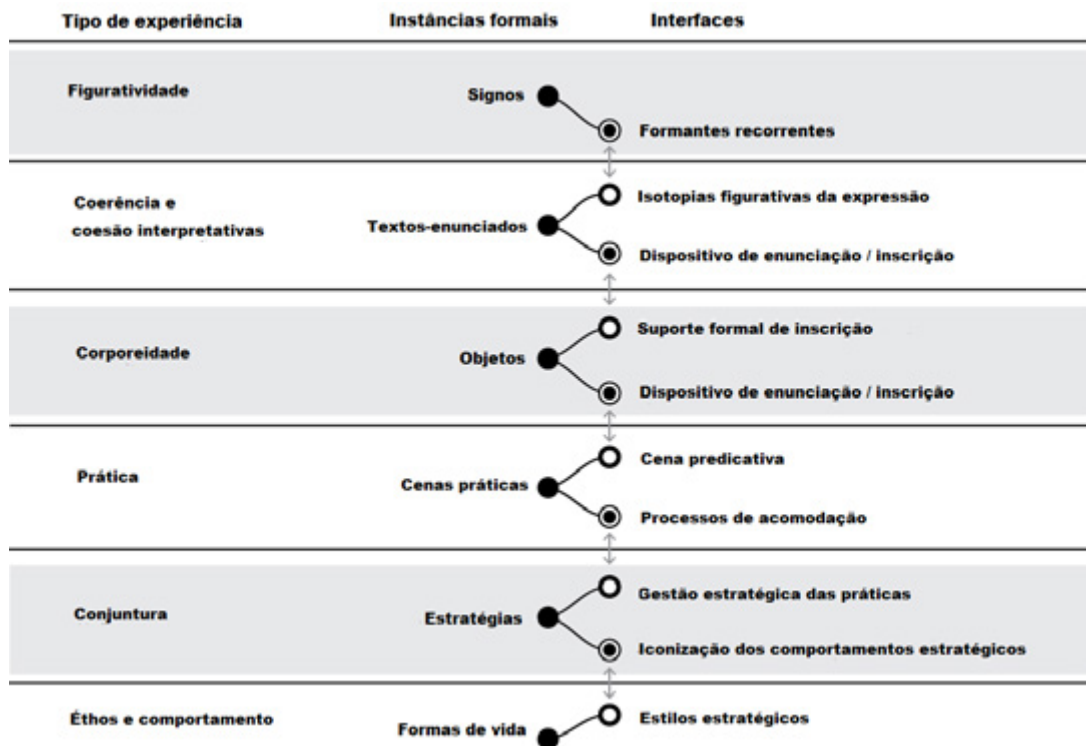 Tipo de experiência Instâncias formais Interfaces
Figuratividade
Signos
Formantes recorrentes
Isotopias figurativas da expressão
Coerência e
coesão interpretativas
Textos-enunciados
Dispositivo de enunciação / inscrição
Suporte formal de inscrição
Corporeidade
Objetos
Dispositivo de enunciação / inscrição
Cena predicativa
Prática
Cenas práticas
Processos de acomodação
Gestão estratégica das práticas
Conjuntura
Estratégias
Iconização dos comportamentos estratégicos
Éthos e comportamento
Formas de vida
Estilos estratégicos